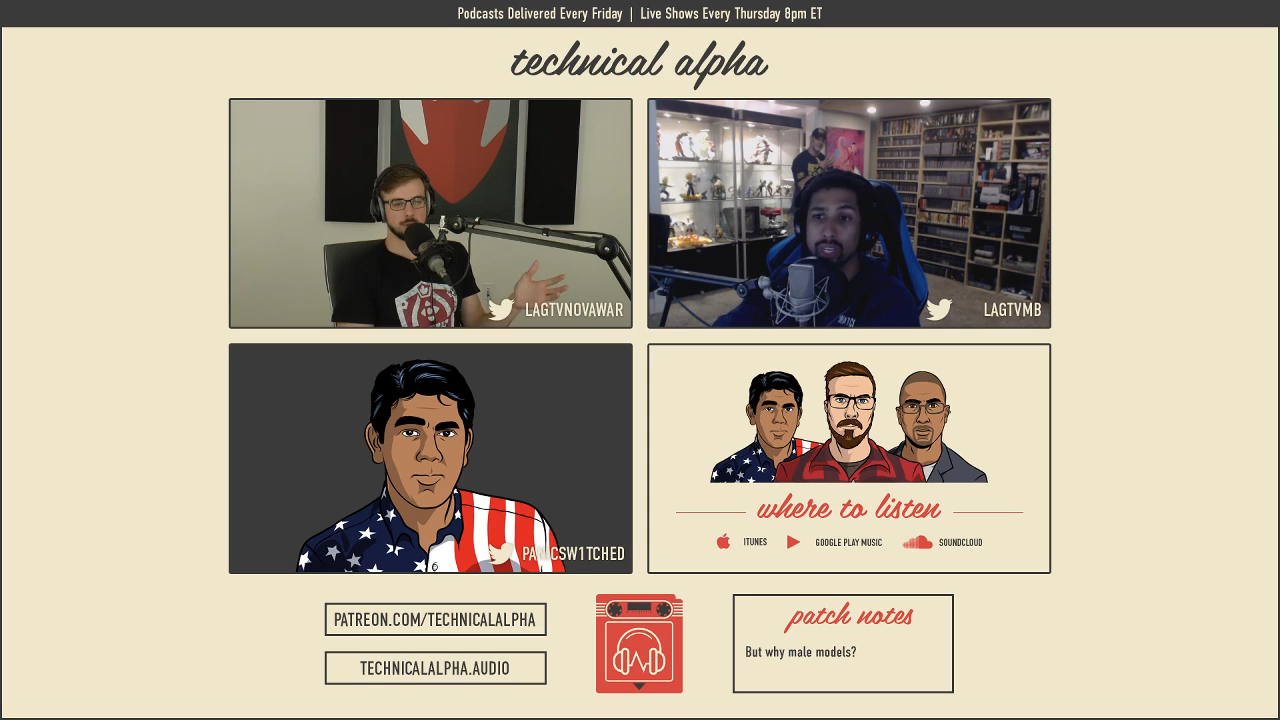 Podcasts Delivered Every Friday | Live Shows Every Thursday 8pm ET
technical alpha
LAGTVNOVAWAR
LAGTVMB
PANICSW1TCHED
where to listen
ITUNES
GOOGLE PLAY MUSIC
SOUNDCLOUD
PATREON.COM/TECHNICALALPHA
TECHNICALALPHA.AUDIO
patch notes
But why male models?